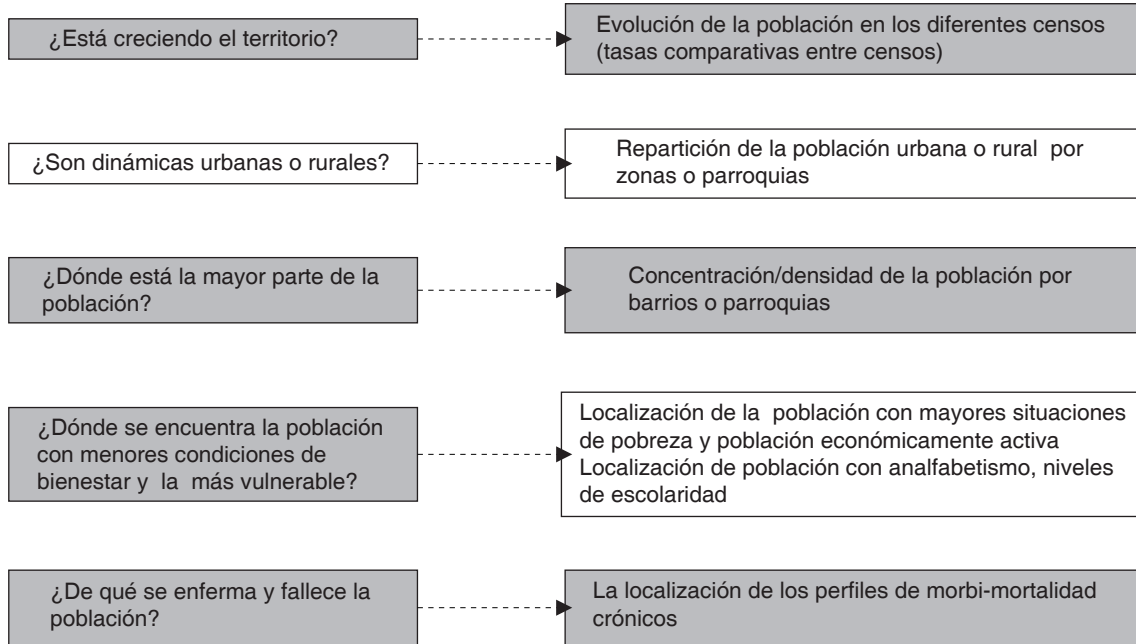 ¿Está creciendo el territorio?
Evolución de la población en los diferentes censos
(tasas comparativas entre censos)
¿Son dinámicas urbanas o rurales?
Repartición de la población urbana o rural por
zonas o parroquias
¿Dónde está la mayor parte de la
población?
Concentración/densidad de la población por
barrios o parroquias
¿Dónde se encuentra la población
con menores condiciones de
bienestar y la más vulnerable?
Localización de la población con mayores situaciones
de pobreza y población económicamente activa
Localización de población con analfabetismo, niveles
de escolaridad
¿De qué se enferma y fallece la
población?
La localización de los perfiles de morbi-mortalidad
crónicos